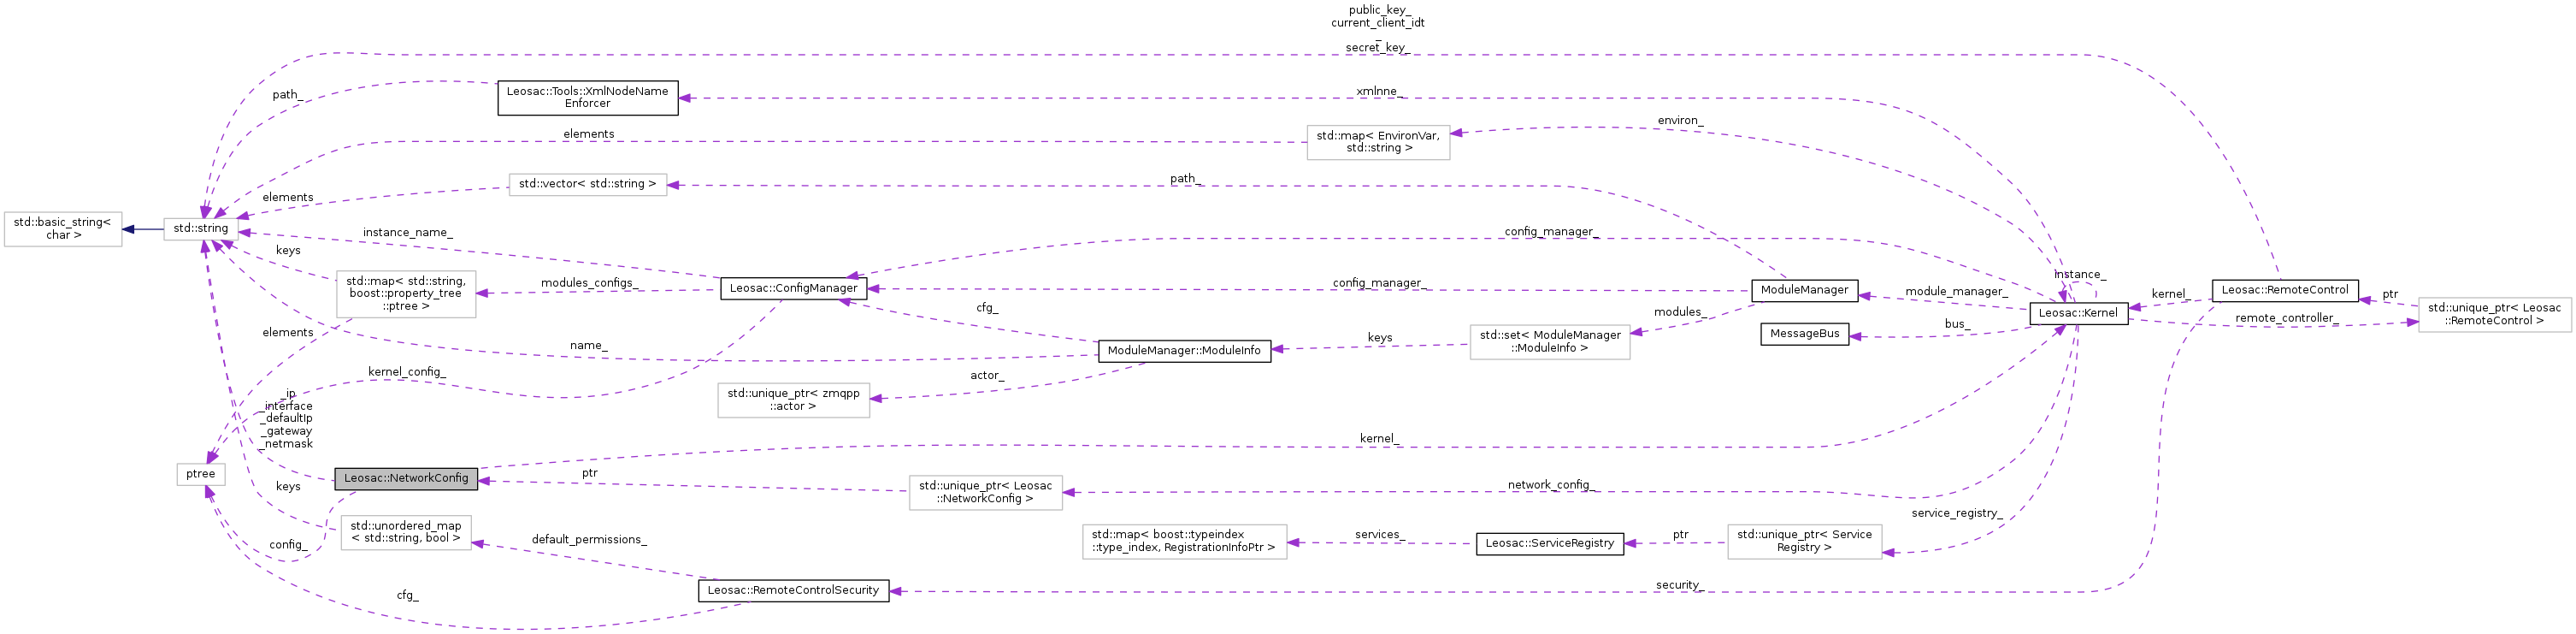 public_key_
current_client_idt
_
secret_key_
Leosac::Tools::XmlNodeName
Enforcer
path_
xmlnne_
environ_
std::map< EnvironVar,
std::string >
elements
std::vector< std::string >
path_
elements
std::basic_string<
char >
std::string
instance_name_
config_manager_
keys
std::map< std::string,
boost::property_tree
::ptree >
modules_configs_
Leosac::ConfigManager
config_manager_
ModuleManager
module_manager_
instance_
Leosac::Kernel
kernel_
Leosac::RemoteControl
ptr
std::unique_ptr< Leosac
::RemoteControl >
remote_controller_
cfg_
modules_
bus_
MessageBus
elements
name_
ModuleManager::ModuleInfo
keys
std::set< ModuleManager
::ModuleInfo >
kernel_config_
actor_
std::unique_ptr< zmqpp
::actor >
_ip
_interface
_defaultIp
_gateway
_netmask
kernel_
ptree
Leosac::NetworkConfig
ptr
std::unique_ptr< Leosac
::NetworkConfig >
network_config_
keys
service_registry_
std::unordered_map
< std::string, bool >
config_
default_permissions_
std::map< boost::typeindex
::type_index, RegistrationInfoPtr >
services_
Leosac::ServiceRegistry
ptr
std::unique_ptr< Service
Registry >
cfg_
Leosac::RemoteControlSecurity
security_